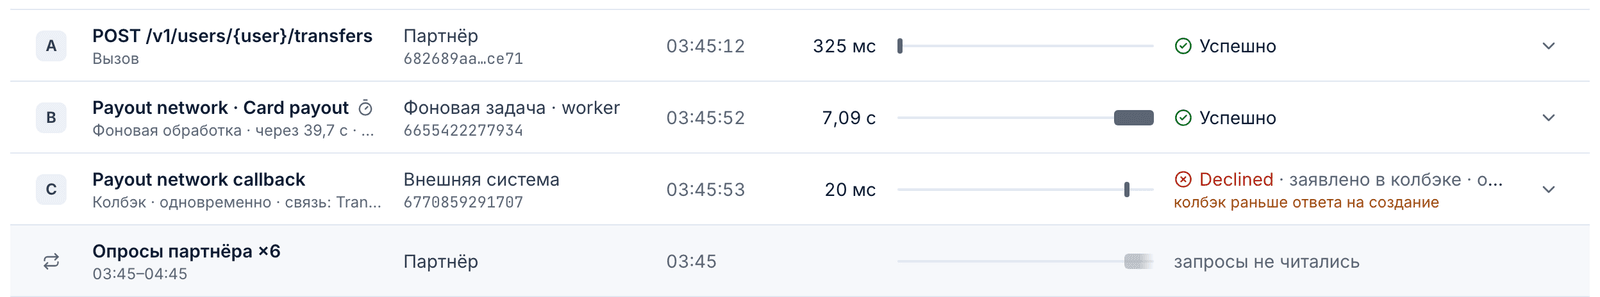 A POST /v1/users/{user}/transfers Партнёр 03:45:12 325 мс Успешно
Вызов 682689aa…ce71
B Payout network · Card payout Фоновая задача · worker 03:45:52 7,09 с Успешно
Фоновая обработка · через 39,7 с · … 6655422277934
C Payout network callback Внешняя система 03:45:53 20 мс Declined · заявлено в колбэке · о…
Колбэк · одновременно · связь: Tran… 6770859291707 колбэк раньше ответа на создание
Опросы партнёра ×6 Партнёр 03:45 запросы не читались
03:45–04:45